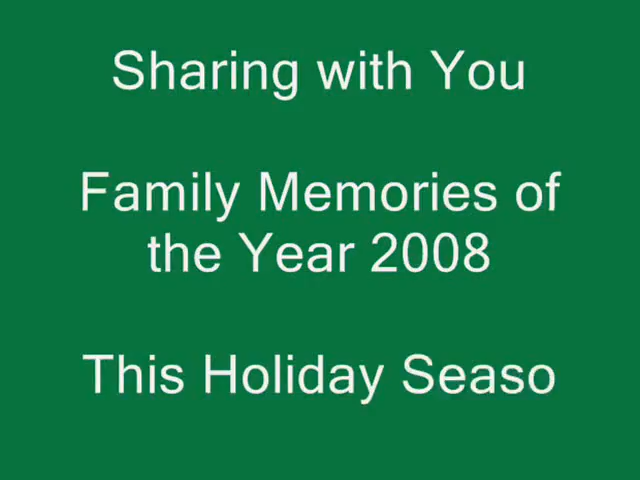 Sharing with You
Family Memories of
the Year 2008
This Holiday Seaso